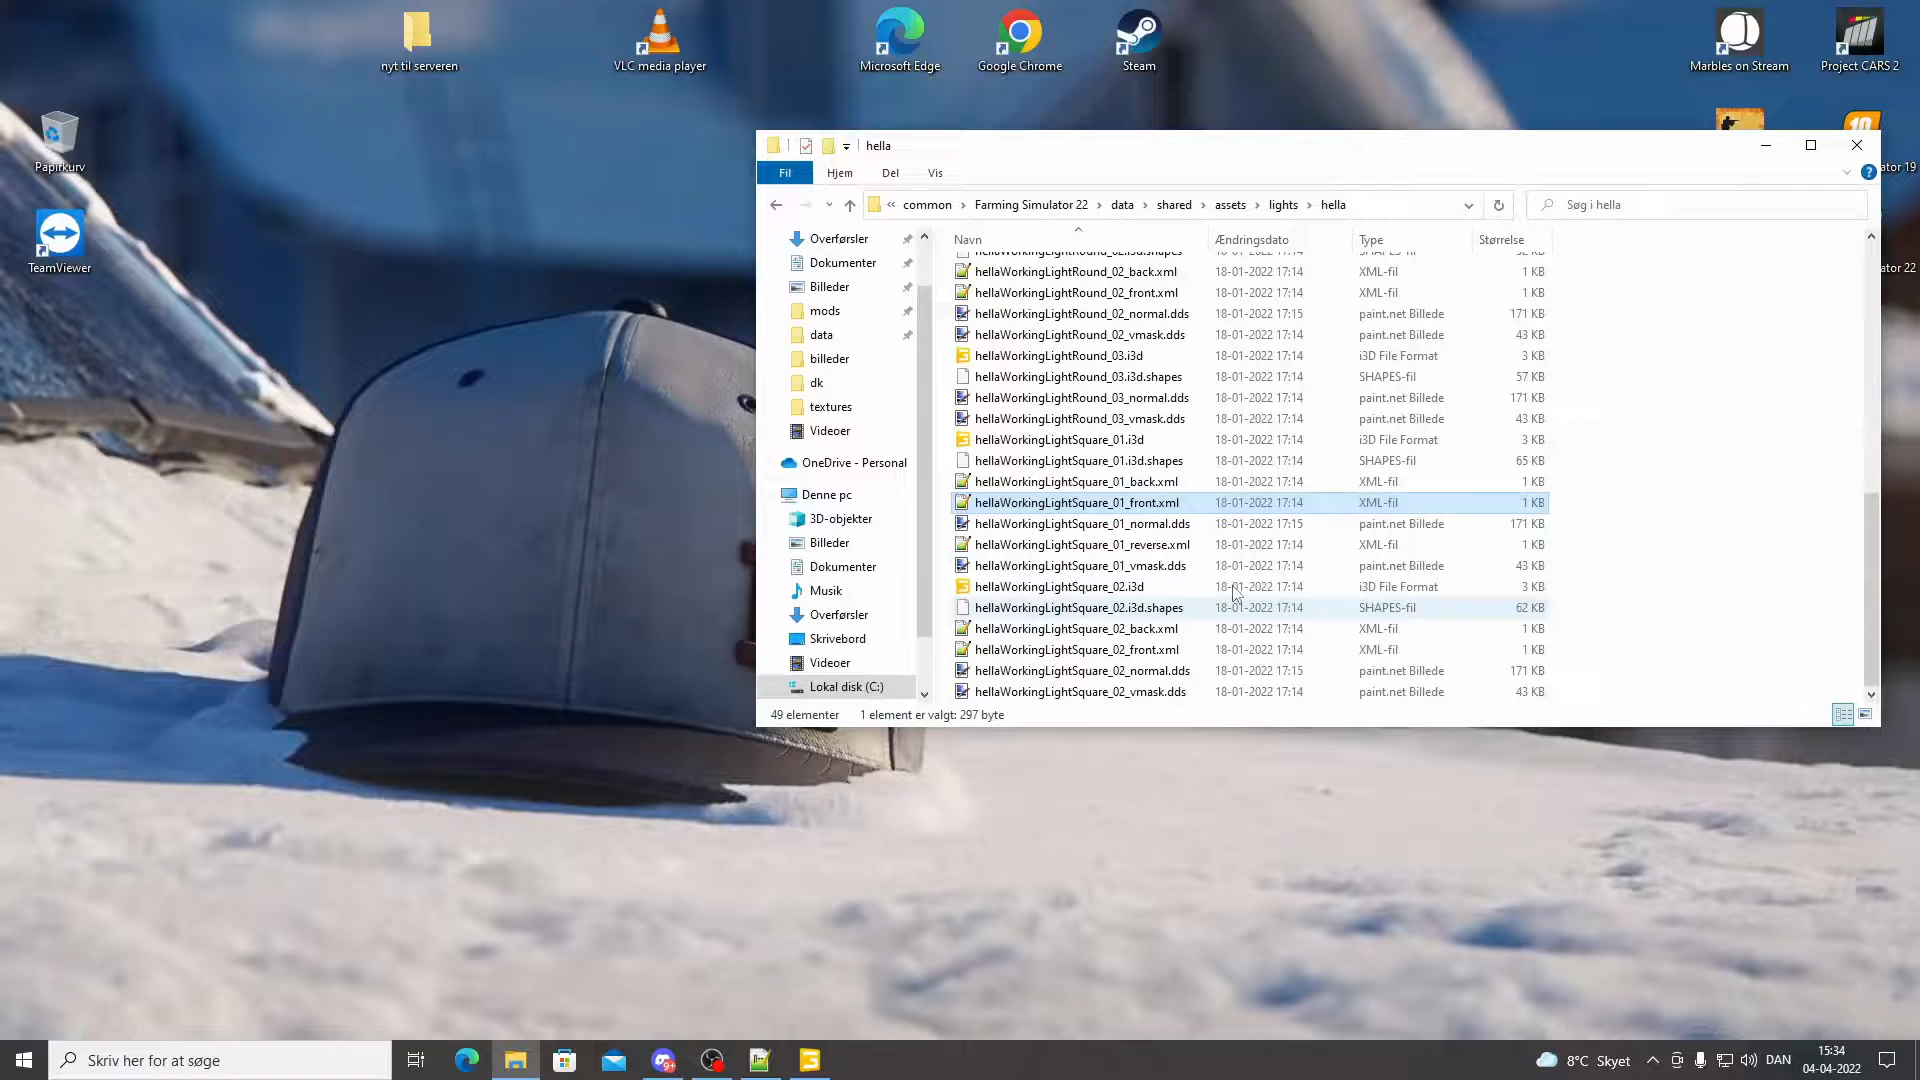 nyt til serveren
VLC media player
Microsoft Edge
Google Chrome
Steam
Marbles on Stream
Project CARS 2
Papirkurv
TeamViewer
ator 19
ator 22
hella
Fil
Hjem
Del
Vis
« common › Farming Simulator 22 › data › shared › assets › lights › hella
Søg i hella
Overførsler
Dokumenter
Billeder
mods
data
billeder
dk
textures
Videoer
OneDrive - Personal
Denne pc
3D-objekter
Billeder
Dokumenter
Musik
Overførsler
Skrivebord
Videoer
Lokal disk (C:)
Navn Ændringsdato Type Størrelse
hellaWorkingLightRound_02_back.xml 18-01-2022 17:14 XML-fil 1 KB
hellaWorkingLightRound_02_front.xml 18-01-2022 17:14 XML-fil 1 KB
hellaWorkingLightRound_02_normal.dds 18-01-2022 17:15 paint.net Billede 171 KB
hellaWorkingLightRound_02_vmask.dds 18-01-2022 17:14 paint.net Billede 43 KB
hellaWorkingLightRound_03.i3d 18-01-2022 17:14 i3D File Format 3 KB
hellaWorkingLightRound_03.i3d.shapes 18-01-2022 17:14 SHAPES-fil 57 KB
hellaWorkingLightRound_03_normal.dds 18-01-2022 17:14 paint.net Billede 171 KB
hellaWorkingLightRound_03_vmask.dds 18-01-2022 17:14 paint.net Billede 43 KB
hellaWorkingLightSquare_01.i3d 18-01-2022 17:14 i3D File Format 3 KB
hellaWorkingLightSquare_01.i3d.shapes 18-01-2022 17:14 SHAPES-fil 65 KB
hellaWorkingLightSquare_01_back.xml 18-01-2022 17:14 XML-fil 1 KB
hellaWorkingLightSquare_01_front.xml 18-01-2022 17:14 XML-fil 1 KB
hellaWorkingLightSquare_01_normal.dds 18-01-2022 17:15 paint.net Billede 171 KB
hellaWorkingLightSquare_01_reverse.xml 18-01-2022 17:14 XML-fil 1 KB
hellaWorkingLightSquare_01_vmask.dds 18-01-2022 17:14 paint.net Billede 43 KB
hellaWorkingLightSquare_02.i3d 18-01-2022 17:14 i3D File Format 3 KB
hellaWorkingLightSquare_02.i3d.shapes 18-01-2022 17:14 SHAPES-fil 62 KB
hellaWorkingLightSquare_02_back.xml 18-01-2022 17:14 XML-fil 1 KB
hellaWorkingLightSquare_02_front.xml 18-01-2022 17:14 XML-fil 1 KB
hellaWorkingLightSquare_02_normal.dds 18-01-2022 17:15 paint.net Billede 171 KB
hellaWorkingLightSquare_02_vmask.dds 18-01-2022 17:14 paint.net Billede 43 KB
49 elementer 1 element er valgt: 297 byte
Skriv her for at søge
9+
8°C Skyet
DAN
15:34
04-04-2022